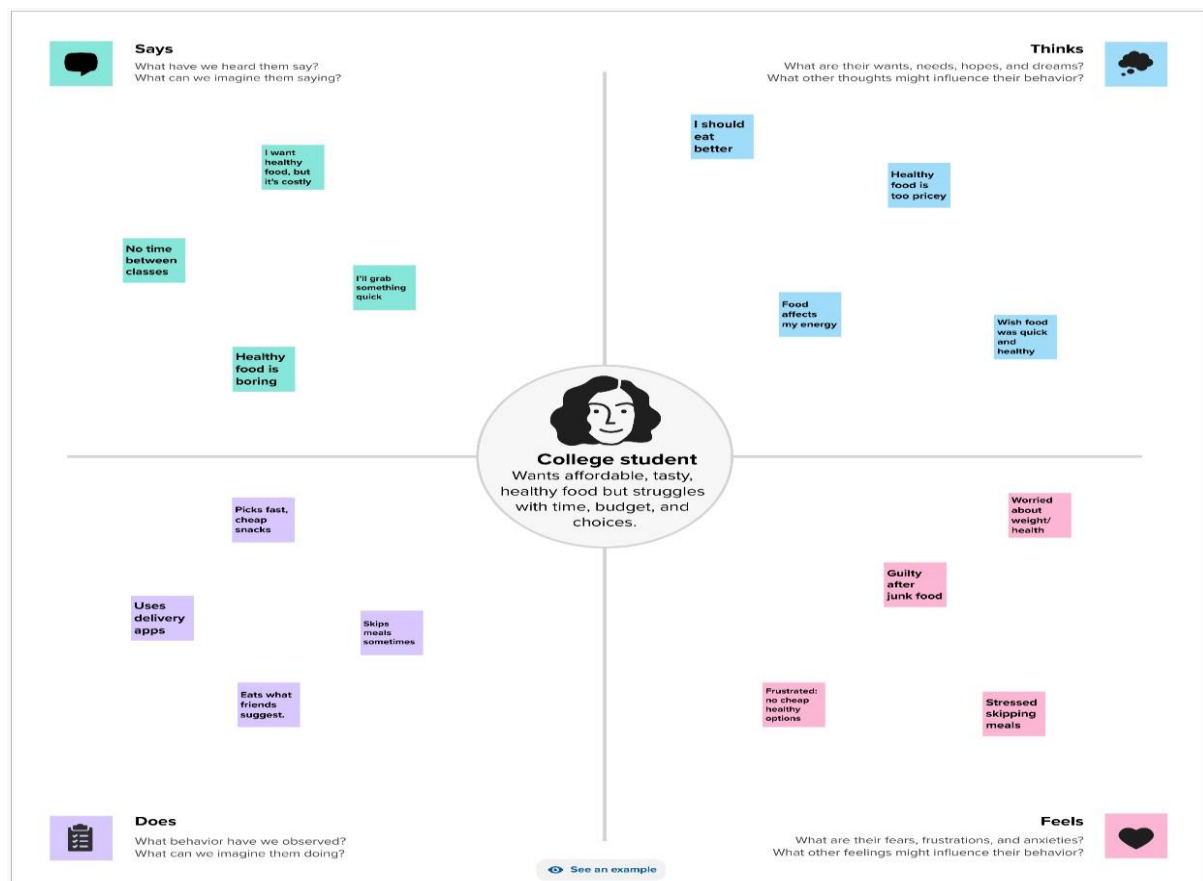 Says
What have we heard them say?
What can we imagine them saying?
I want
healthy
food, but
it's costly
No time
between
classes
I'll grab
something
quick
Healthy
food is
boring
Thinks
What are their wants, needs, hopes, and dreams?
What other thoughts might influence their behavior?
I should
eat
better
Healthy
food is
too pricey
Food
affects
my energy
Wish food
was quick
and
healthy
College student
Wants affordable, tasty,
healthy food but struggles
with time, budget, and
choices.
Picks fast,
cheap
snacks
Uses
delivery
apps
Skips
meals
sometimes
Eats what
friends
suggest.
Does
What behavior have we observed?
What can we imagine them doing?
Worried
about
weight/
health
Guilty
after
junk food
Frustrated:
no cheap
healthy
options
Stressed
skipping
meals
Feels
What are their fears, frustrations, and anxieties?
What other feelings might influence their behavior?
See an example